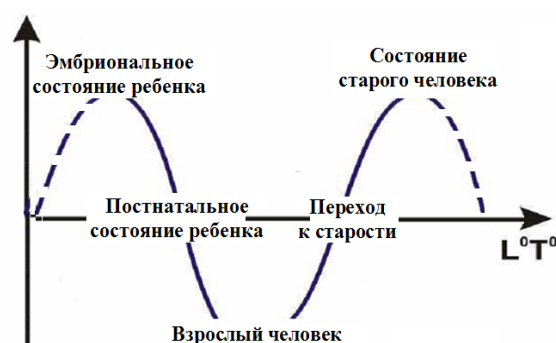 Эмбриональное
состояние ребенка
Состояние
старого человека
Постнатальное
состояние ребенка
Переход
к старости
L⁰T⁰
Взрослый человек